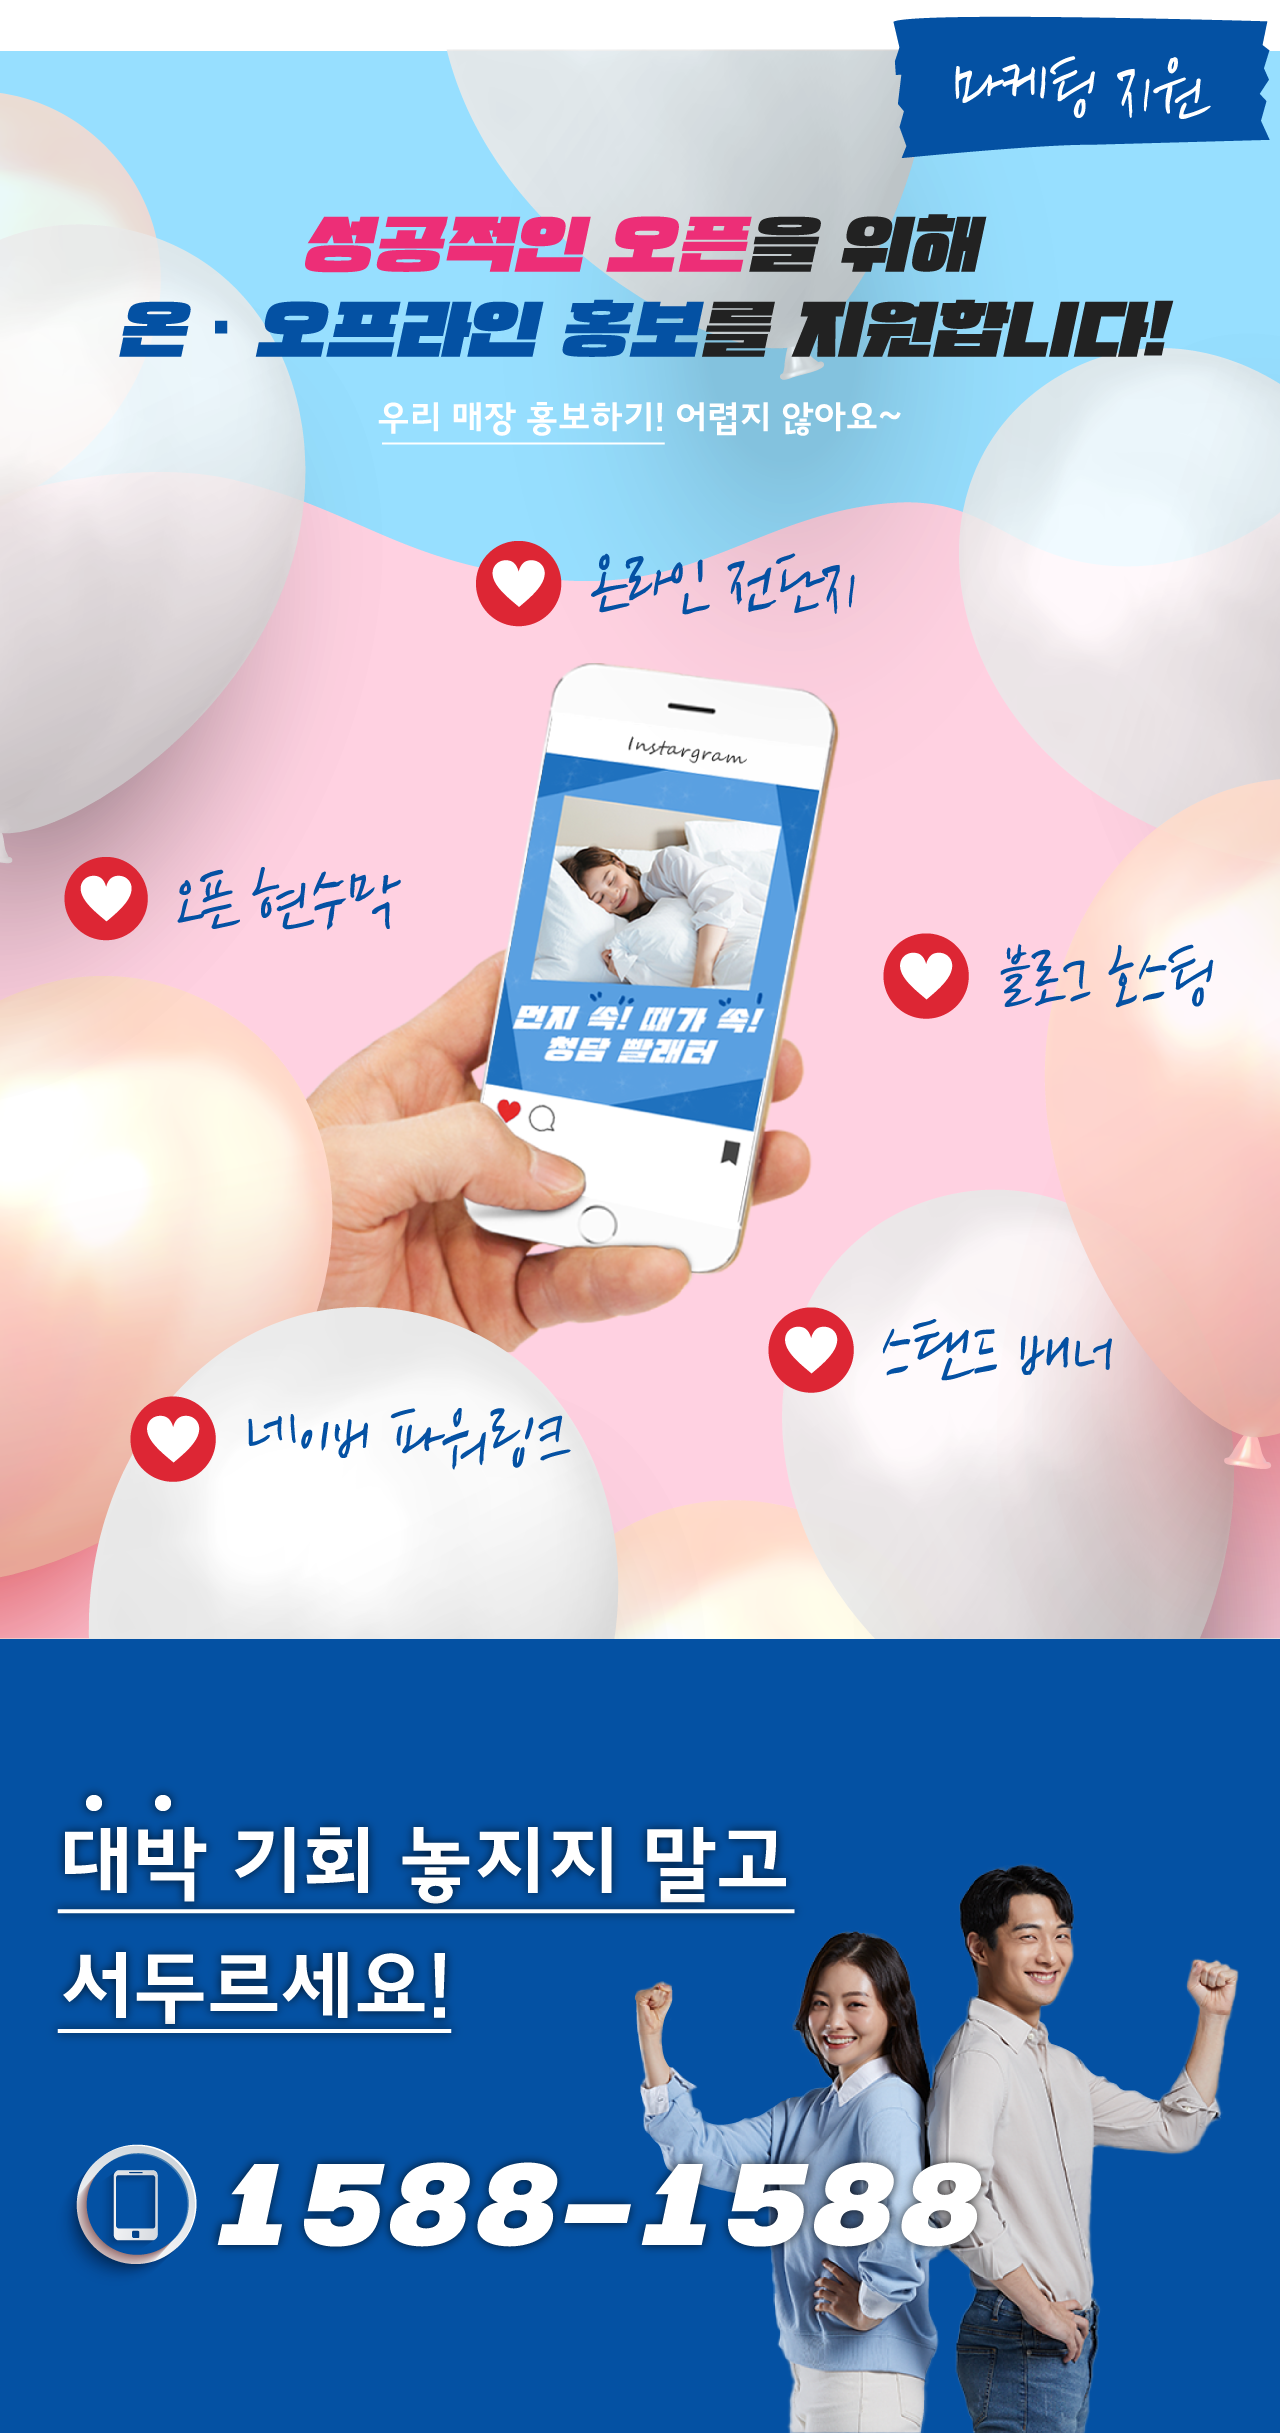 마케팅 지원
성공적인 오픈을 위해
온 · 오프라인 홍보를 지원합니다!
우리 매장 홍보하기! 어렵지 않아요~
온라인 전단지
Instargram
먼지 쏙! 때가 쏙!
청담 빨래터
오픈 현수막
블로그 호스팅
스탠드 배너
네이버 파워링크
대박 기회 놓지지 말고
서두르세요!
1588-1588